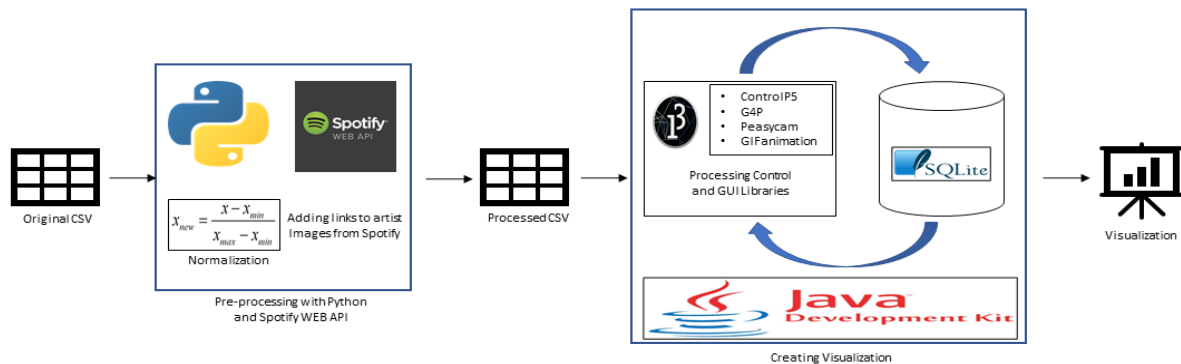 Original CSV
Spotify
WEB API
x_new = (x − x_min) / (x_max − x_min)
Normalization
Adding links to artist
Images from Spotify
Pre-processing with Python
and Spotify WEB API
Processed CSV
• ControlP5
• G4P
• Peasycam
• GIFanimation
Processing Control
and GUI Libraries
SQLite
Java
Development Kit
Creating Visualization
Visualization